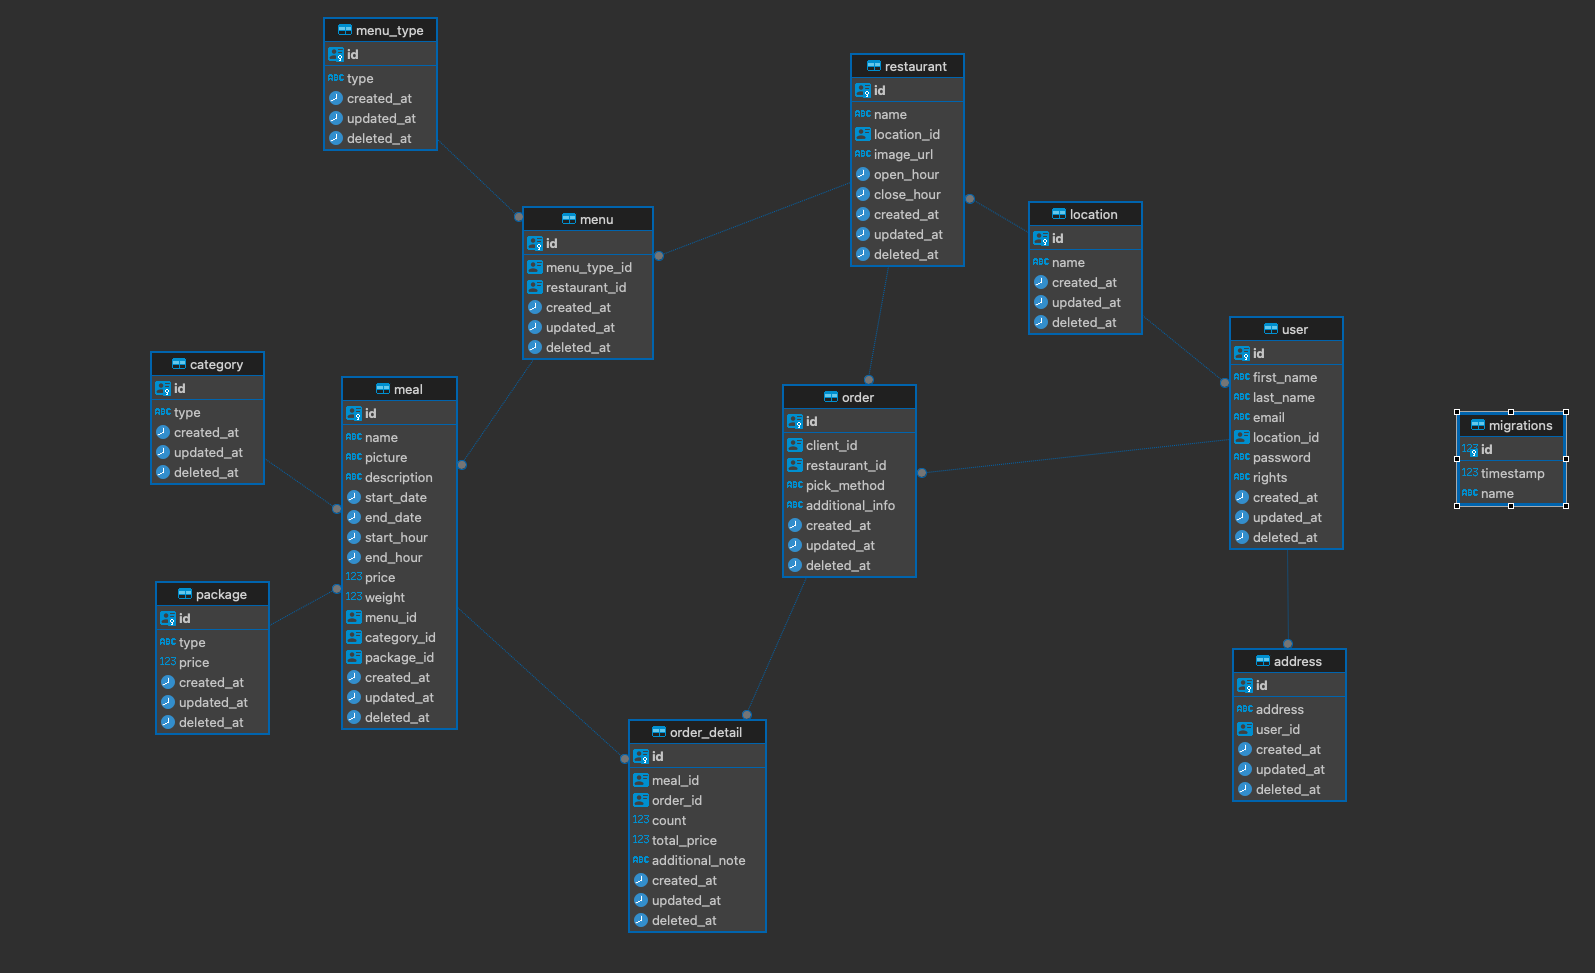 menu_type
id
type
created_at
updated_at
deleted_at
restaurant
id
name
location_id
image_url
open_hour
close_hour
created_at
updated_at
deleted_at
menu
id
menu_type_id
restaurant_id
created_at
updated_at
deleted_at
location
id
name
created_at
updated_at
deleted_at
user
id
first_name
last_name
email
location_id
password
rights
created_at
updated_at
deleted_at
category
id
type
created_at
updated_at
deleted_at
meal
id
name
picture
description
start_date
end_date
start_hour
end_hour
price
weight
menu_id
category_id
package_id
created_at
updated_at
deleted_at
order
id
client_id
restaurant_id
pick_method
additional_info
created_at
updated_at
deleted_at
migrations
id
timestamp
name
package
id
type
price
created_at
updated_at
deleted_at
address
id
address
user_id
created_at
updated_at
deleted_at
order_detail
id
meal_id
order_id
count
total_price
additional_note
created_at
updated_at
deleted_at